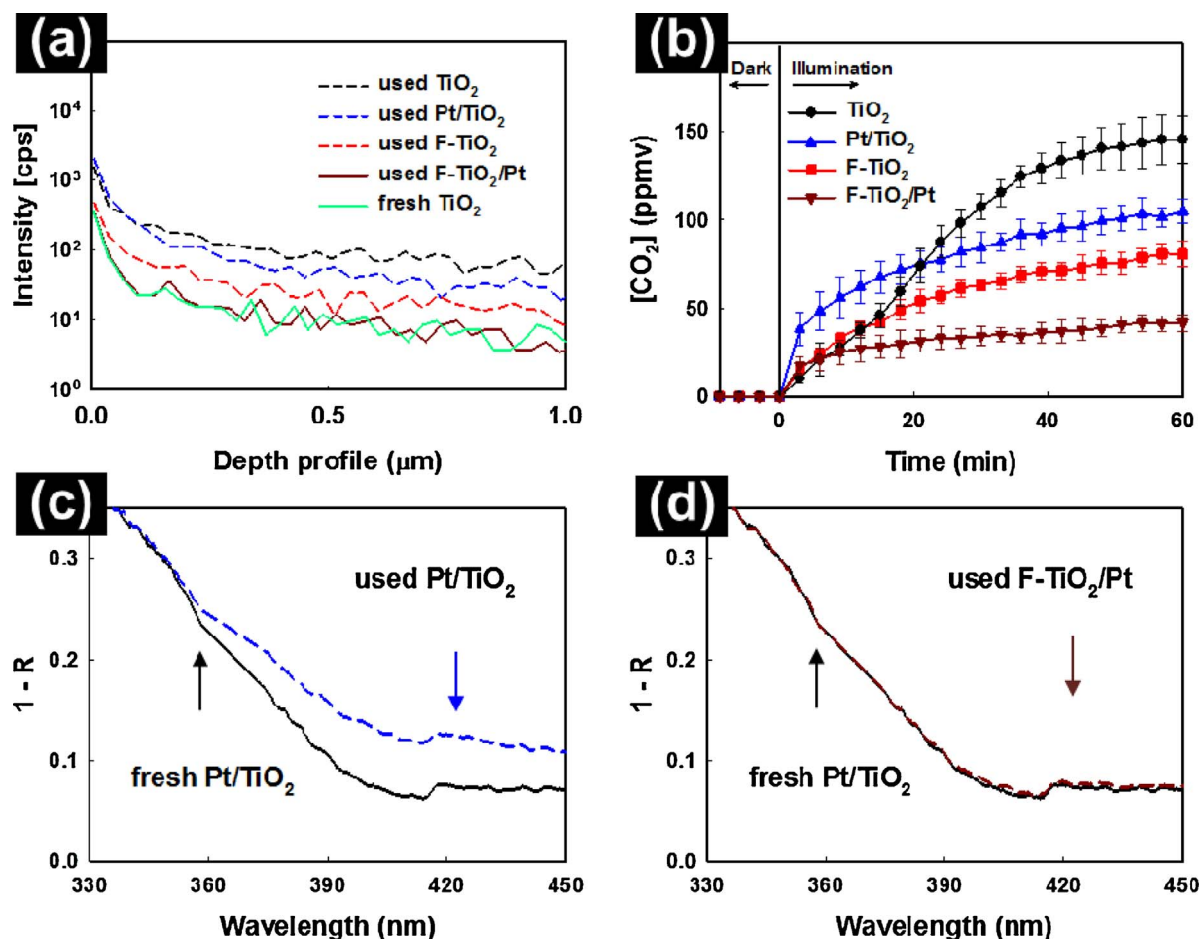 (a)
used TiO₂
used Pt/TiO₂
used F-TiO₂
used F-TiO₂/Pt
fresh TiO₂
Intensity [cps]
10⁴
10³
10²
10¹
10⁰
0.0 0.5 1.0
Depth profile (μm)
(b)
Dark Illumination
TiO₂
Pt/TiO₂
F-TiO₂
F-TiO₂/Pt
[CO₂] (ppmv)
150
100
50
0
0 20 40 60
Time (min)
(c)
used Pt/TiO₂
fresh Pt/TiO₂
1 - R
0.3
0.2
0.1
0.0
330 360 390 420 450
Wavelength (nm)
(d)
used F-TiO₂/Pt
fresh Pt/TiO₂
1 - R
0.3
0.2
0.1
0.0
330 360 390 420 450
Wavelength (nm)